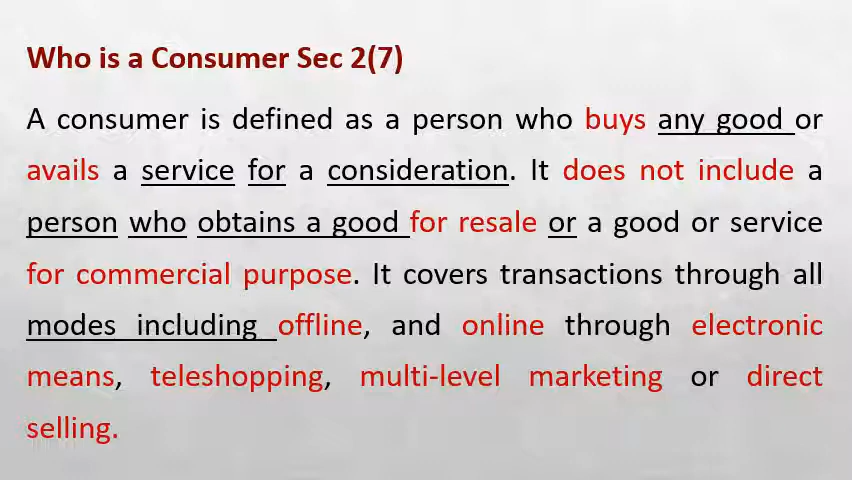 Who is a Consumer Sec 2(7)
A consumer is defined as a person who buys any good or
avails a service for a consideration. It does not include a
person who obtains a good for resale or a good or service
for commercial purpose. It covers transactions through all
modes including offline, and online through electronic
means, teleshopping, multi-level marketing or direct
selling.